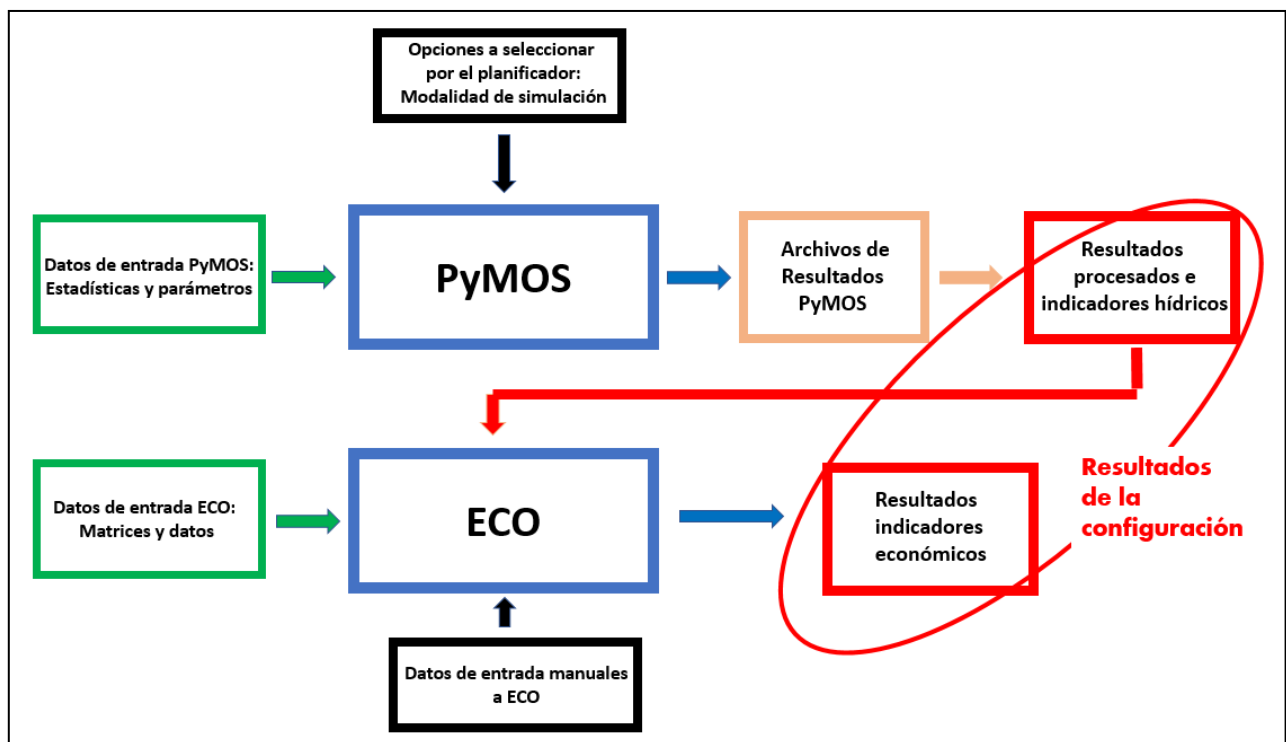 Opciones a seleccionar
por el planificador:
Modalidad de simulación
Datos de entrada PyMOS:
Estadísticas y parámetros
PyMOS
Archivos de
Resultados
PyMOS
Resultados
procesados e
indicadores hídricos
Datos de entrada ECO:
Matrices y datos
ECO
Resultados
indicadores
económicos
Resultados
de la
configuración
Datos de entrada manuales
a ECO